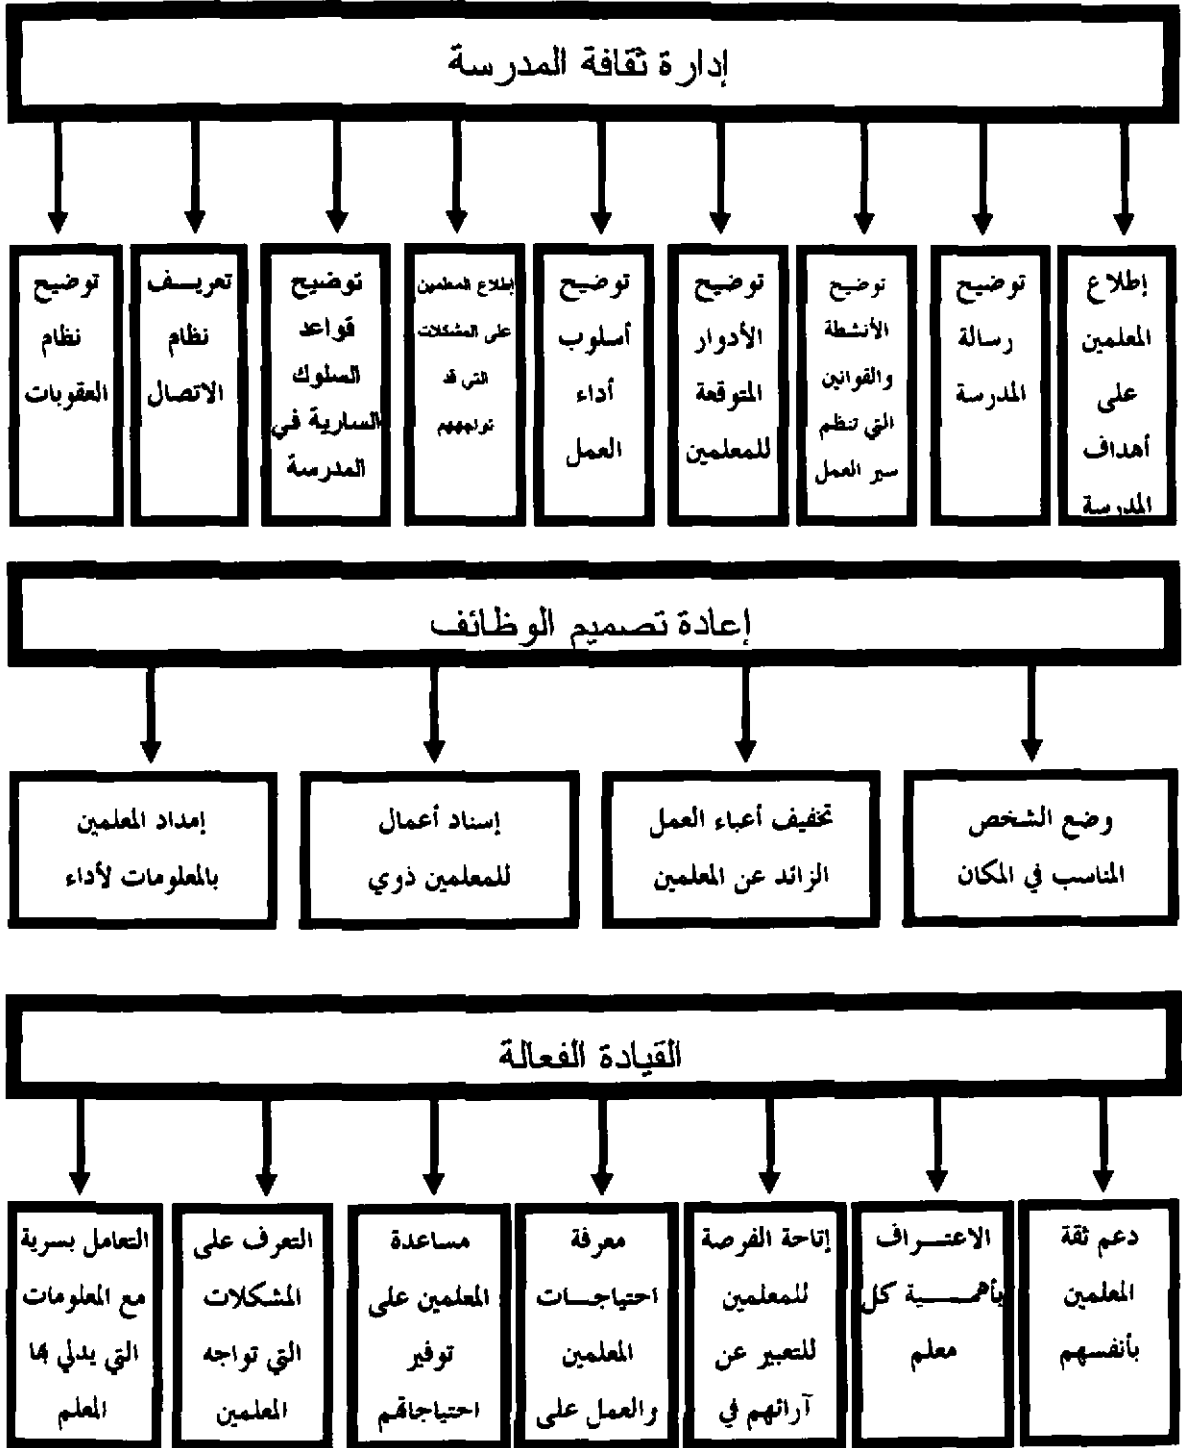 إدارة ثقافة المدرسة
إطلاع
المعلمين
على
أهداف
المدرسة
توضيح
رسالة
المدرسة
توضيح
الأنشطة
والقوانين
التي تنظم
سير العمل
توضيح
الأدوار
المتوقعة
للمعلمين
توضيح
أسلوب
أداء
العمل
إطلاع المعلمين
على المشكلات
التي قد
تواجههم
توضيح
قواعد
السلوك
السارية في
المدرسة
تعريف
نظام
الاتصال
توضيح
نظام
العقوبات
إعادة تصميم الوظائف
وضع الشخص
المناسب في المكان
تخفيف أعباء العمل
الزائد عن المعلمين
إسناد أعمال
للمعلمين ذوي
إمداد المعلمين
بالمعلومات لأداء
القيادة الفعالة
دعم ثقة
المعلمين
بأنفسهم
الاعتراف
بأهمية كل
معلم
إتاحة الفرصة
للمعلمين
للتعبير عن
آرائهم في
معرفة
احتياجات
المعلمين
والعمل على
مساعدة
المعلمين على
توفير
احتياجاتهم
التعرف على
المشكلات
التي تواجه
المعلمين
التعامل بسرية
مع المعلومات
التي يدلي بها
المعلم